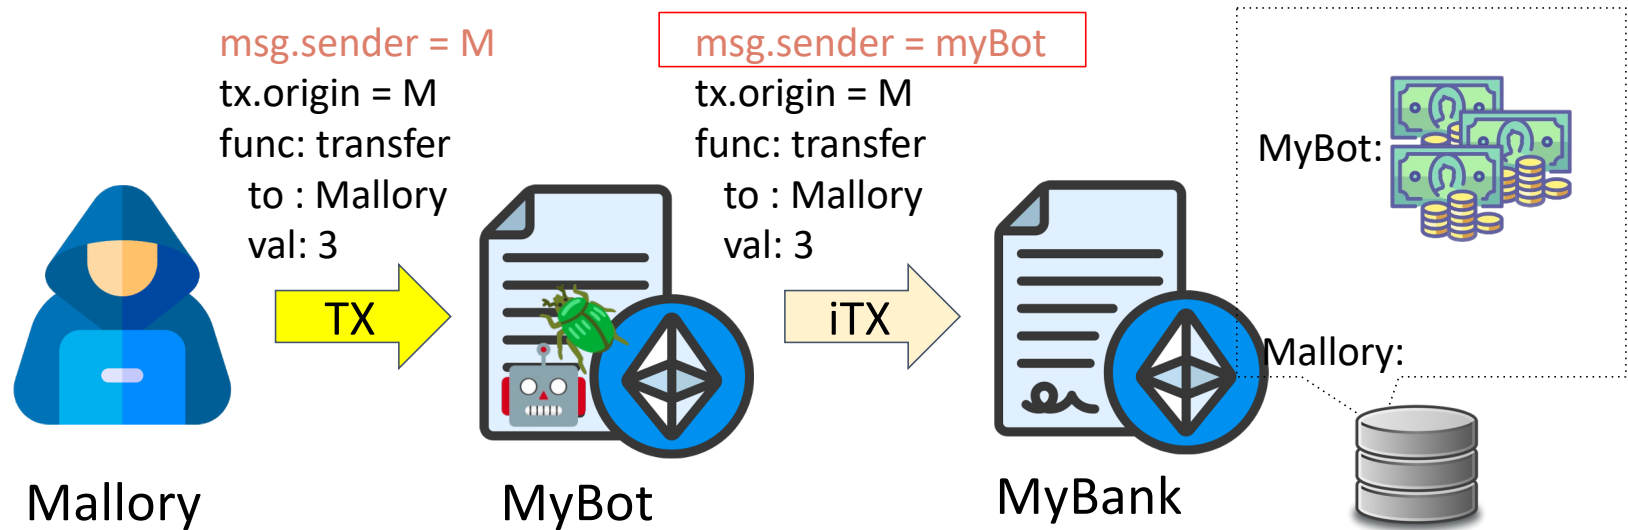 msg.sender = M
tx.origin = M
func: transfer
to : Mallory
val: 3
TX
msg.sender = myBot
tx.origin = M
func: transfer
to : Mallory
val: 3
iTX
MyBot:
Mallory:
Mallory
MyBot
MyBank